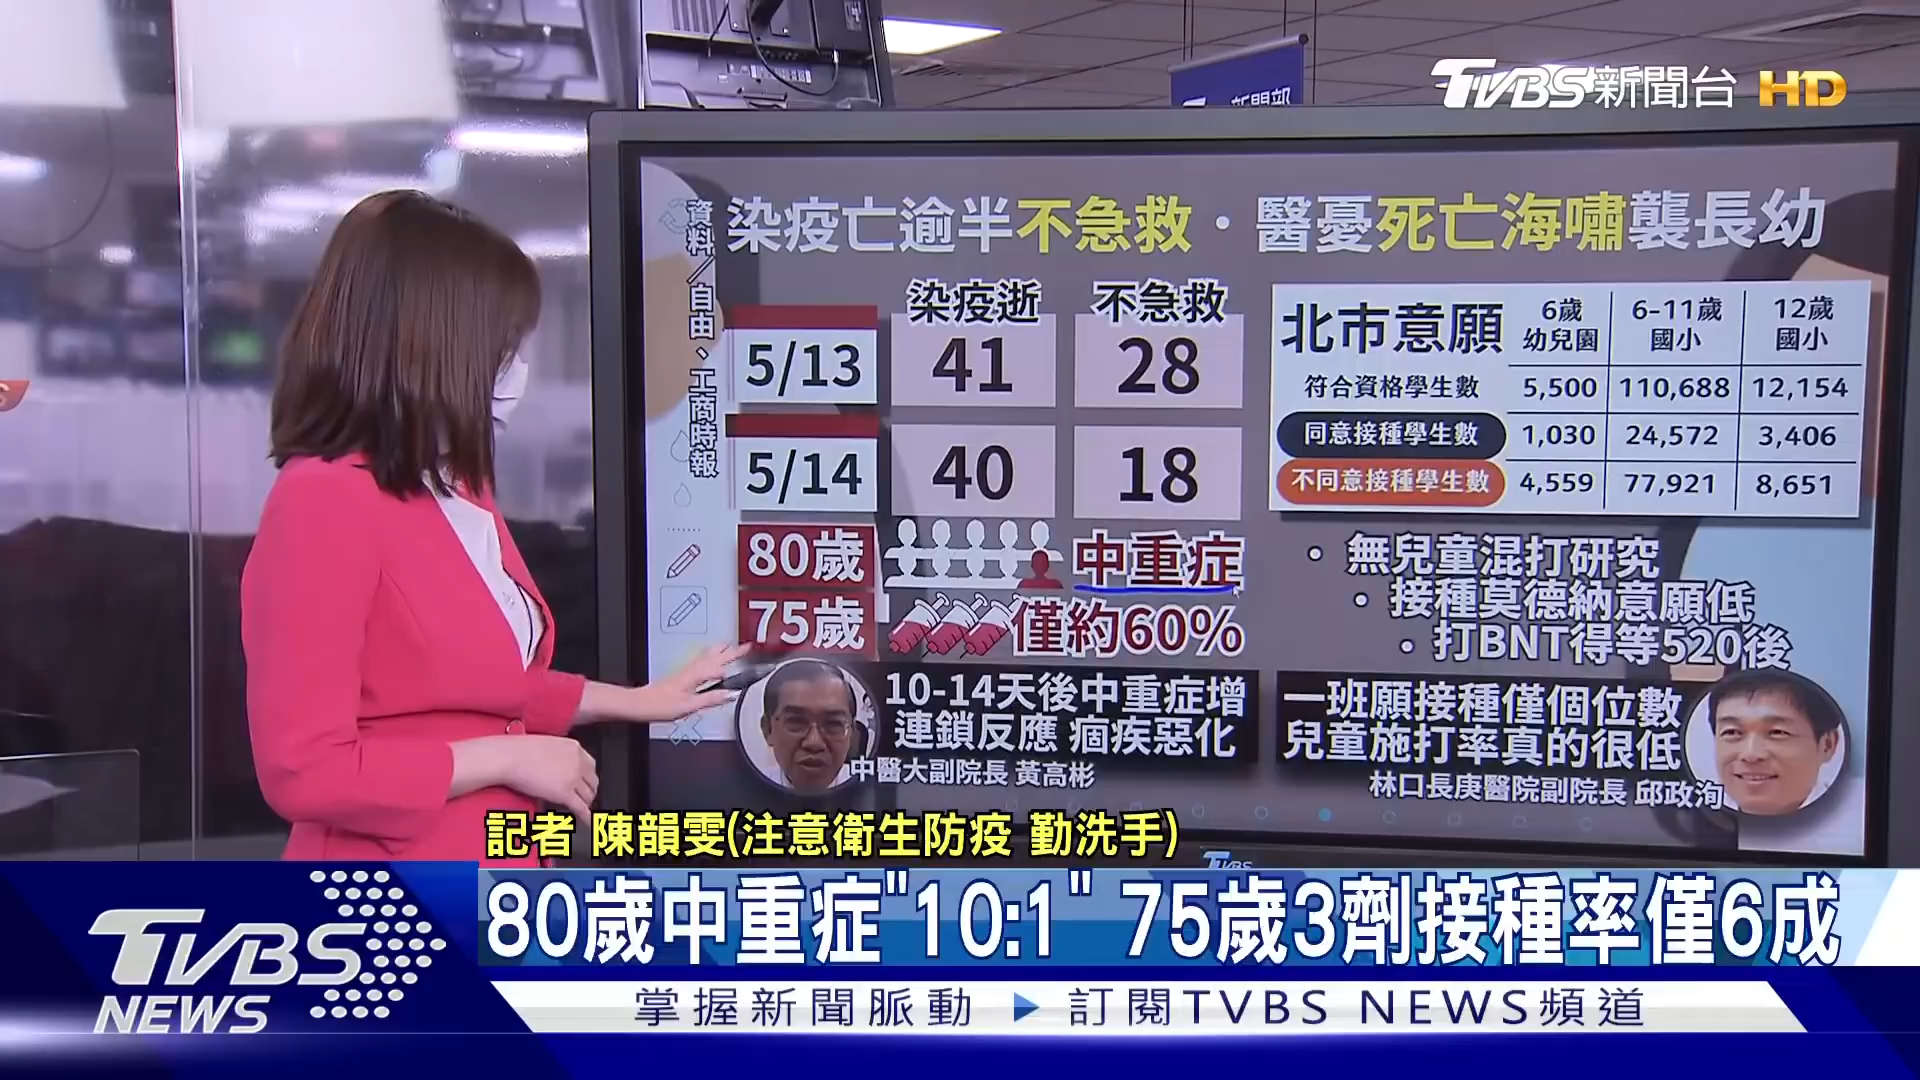 TVBS新聞台 HD
新聞部
染疫亡逾半不急救・醫憂死亡海嘯襲長幼
資料／自由、工商時報
染疫逝 不急救
5/13 41 28
5/14 40 18
80歲 中重症
75歲 僅約60%
10-14天後中重症增
連鎖反應 痼疾惡化
中醫大副院長 黃高彬
北市意願 6歲幼兒園 6-11歲國小 12歲國小
符合資格學生數 5,500 110,688 12,154
同意接種學生數 1,030 24,572 3,406
不同意接種學生數 4,559 77,921 8,651
• 無兒童混打研究
• 接種莫德納意願低
• 打BNT得等520後
一班願接種僅個位數
兒童施打率真的很低
林口長庚醫院副院長 邱政洵
TVBS
記者 陳韻雯(注意衛生防疫 勤洗手)
80歲中重症"10:1" 75歲3劑接種率僅6成
TVBS
NEWS
掌握新聞脈動 ▶ 訂閱TVBS NEWS頻道